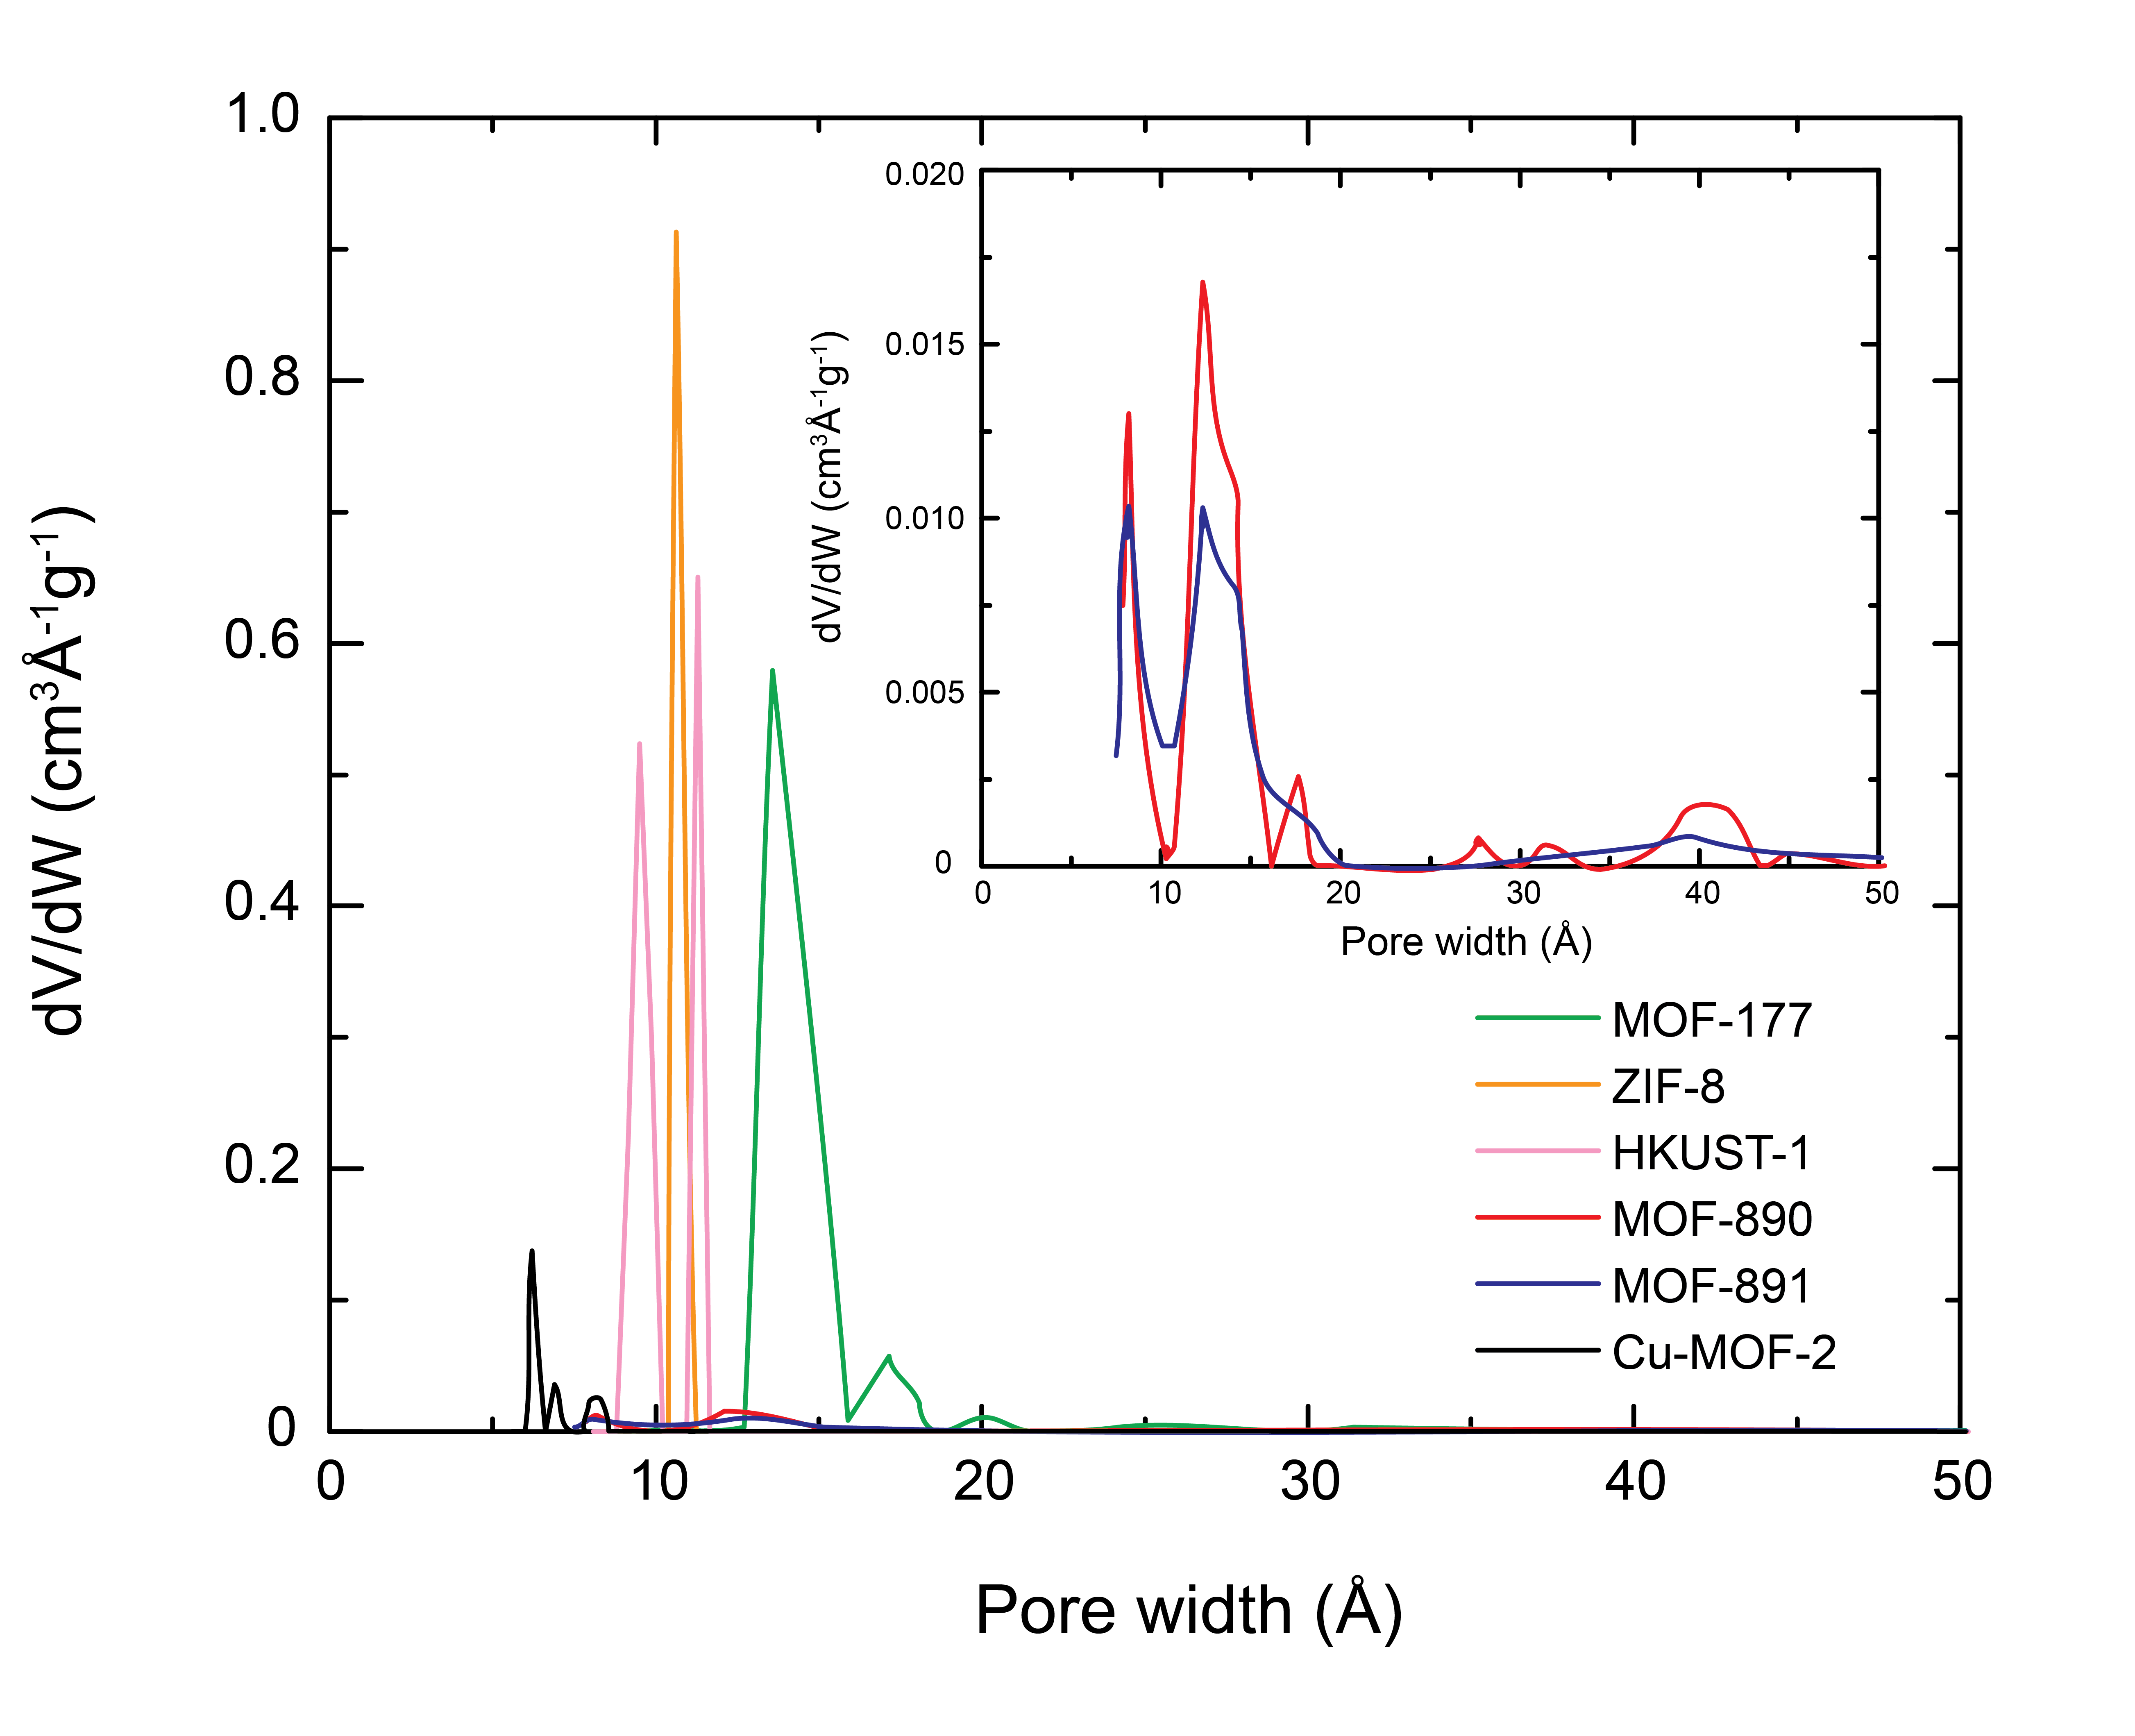 1.0
0.8
0.6
0.4
0.2
0
dV/dW (cm³Å⁻¹g⁻¹)
0 10 20 30 40 50
Pore width (Å)
0.020
0.015
0.010
0.005
0
dV/dW (cm³Å⁻¹g⁻¹)
0 10 20 30 40 50
Pore width (Å)
MOF-177
ZIF-8
HKUST-1
MOF-890
MOF-891
Cu-MOF-2